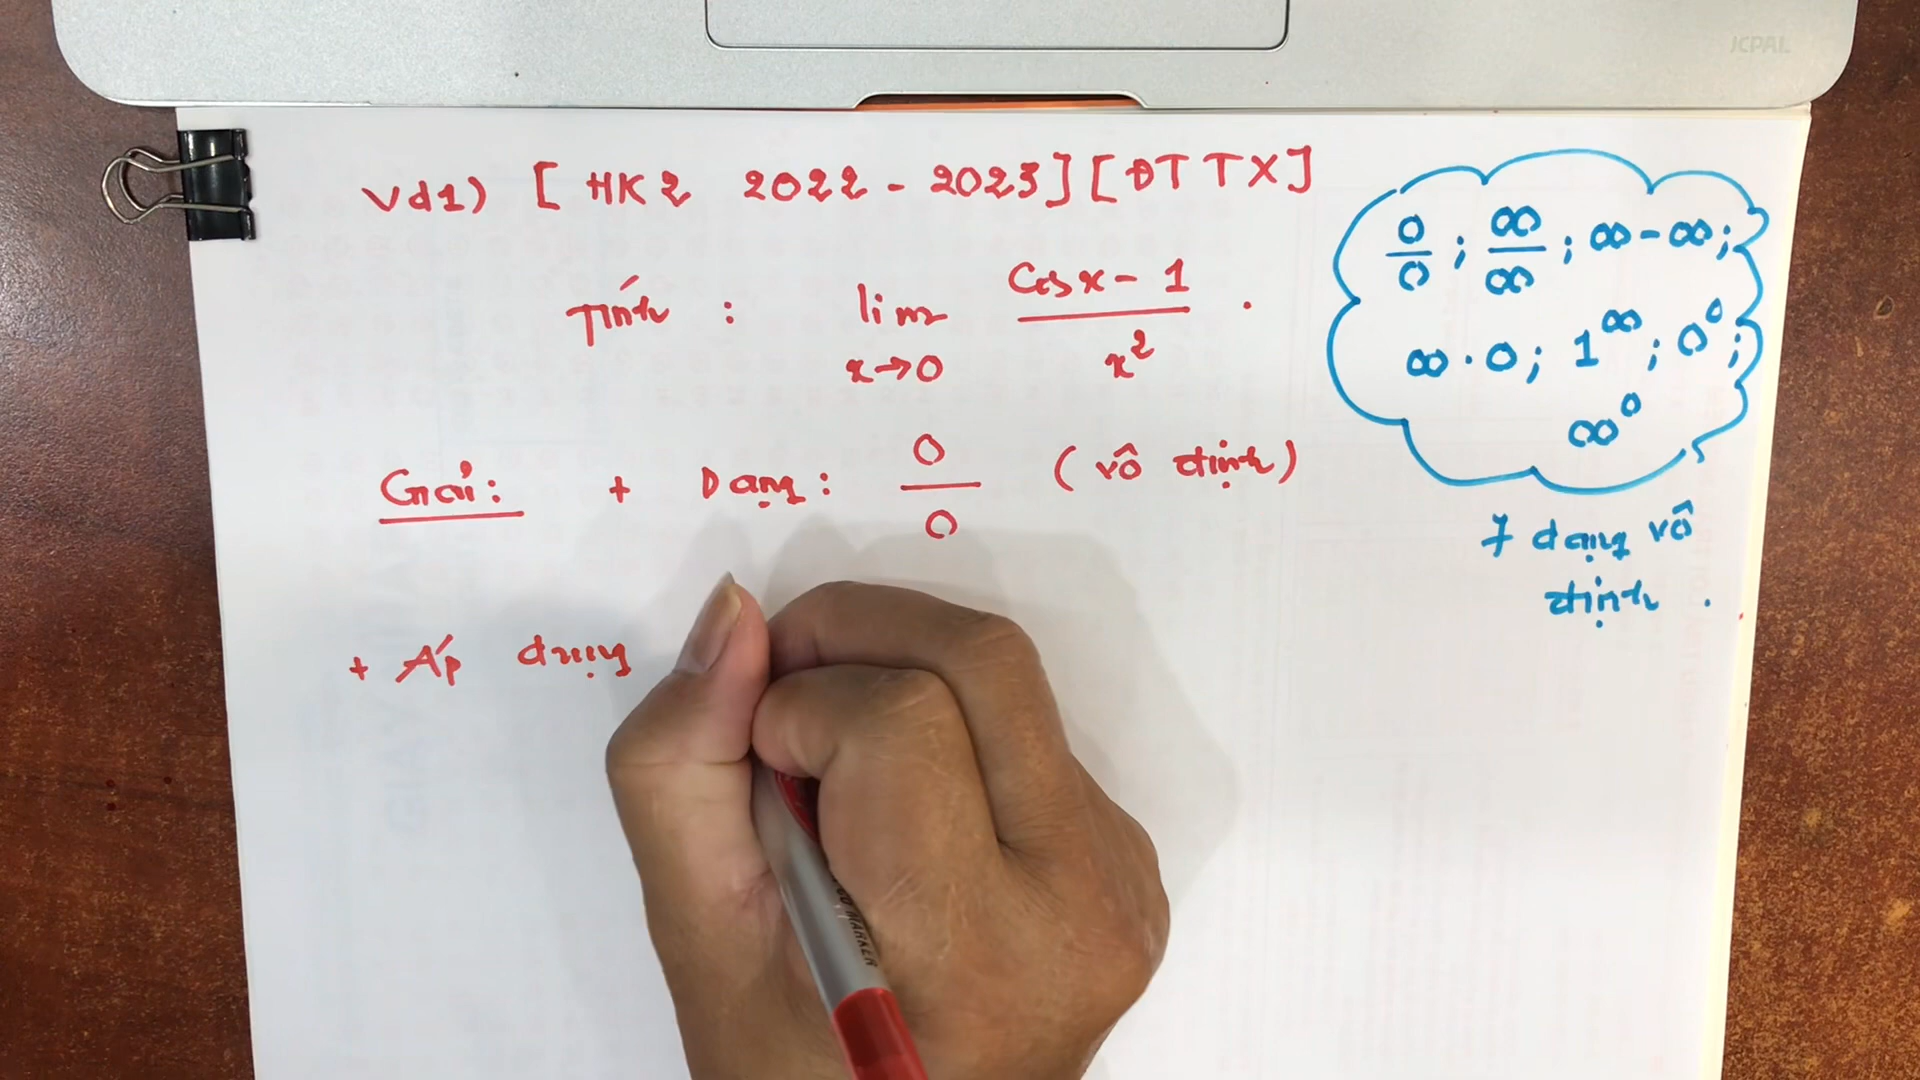 Vd1) [HK2 2022 - 2023] [ĐTTX]
Tính : lim x→0 (cosx - 1)/x² .
Giải: + Dạng: 0/0 (vô định)
+ Áp dụng
0/0 ; ∞/∞ ; ∞ - ∞ ;
∞ . 0 ; 1^∞ ; 0^0 ;
∞^0
7 dạng vô
định .
JCPAL
MARKER